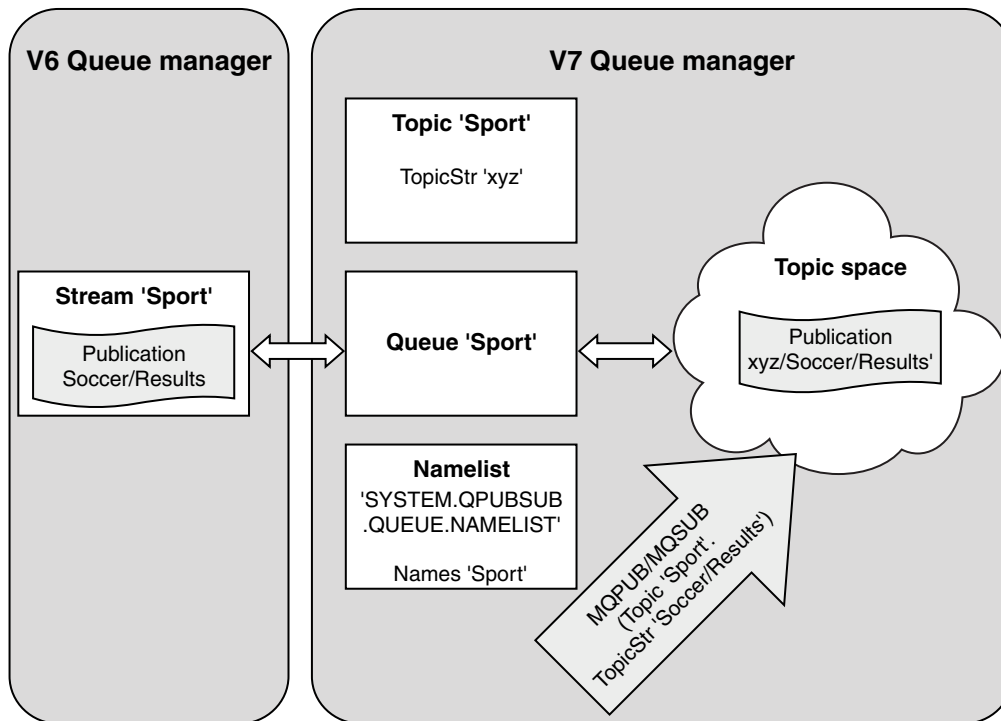 V6 Queue manager
Stream 'Sport'
Publication
Soccer/Results
V7 Queue manager
Topic 'Sport'
TopicStr 'xyz'
Queue 'Sport'
Namelist
'SYSTEM.QPUBSUB
.QUEUE.NAMELIST'
Names 'Sport'
Topic space
Publication
xyz/Soccer/Results'
MQPUB/MQSUB
(Topic 'Sport'.
TopicStr 'Soccer/Results')